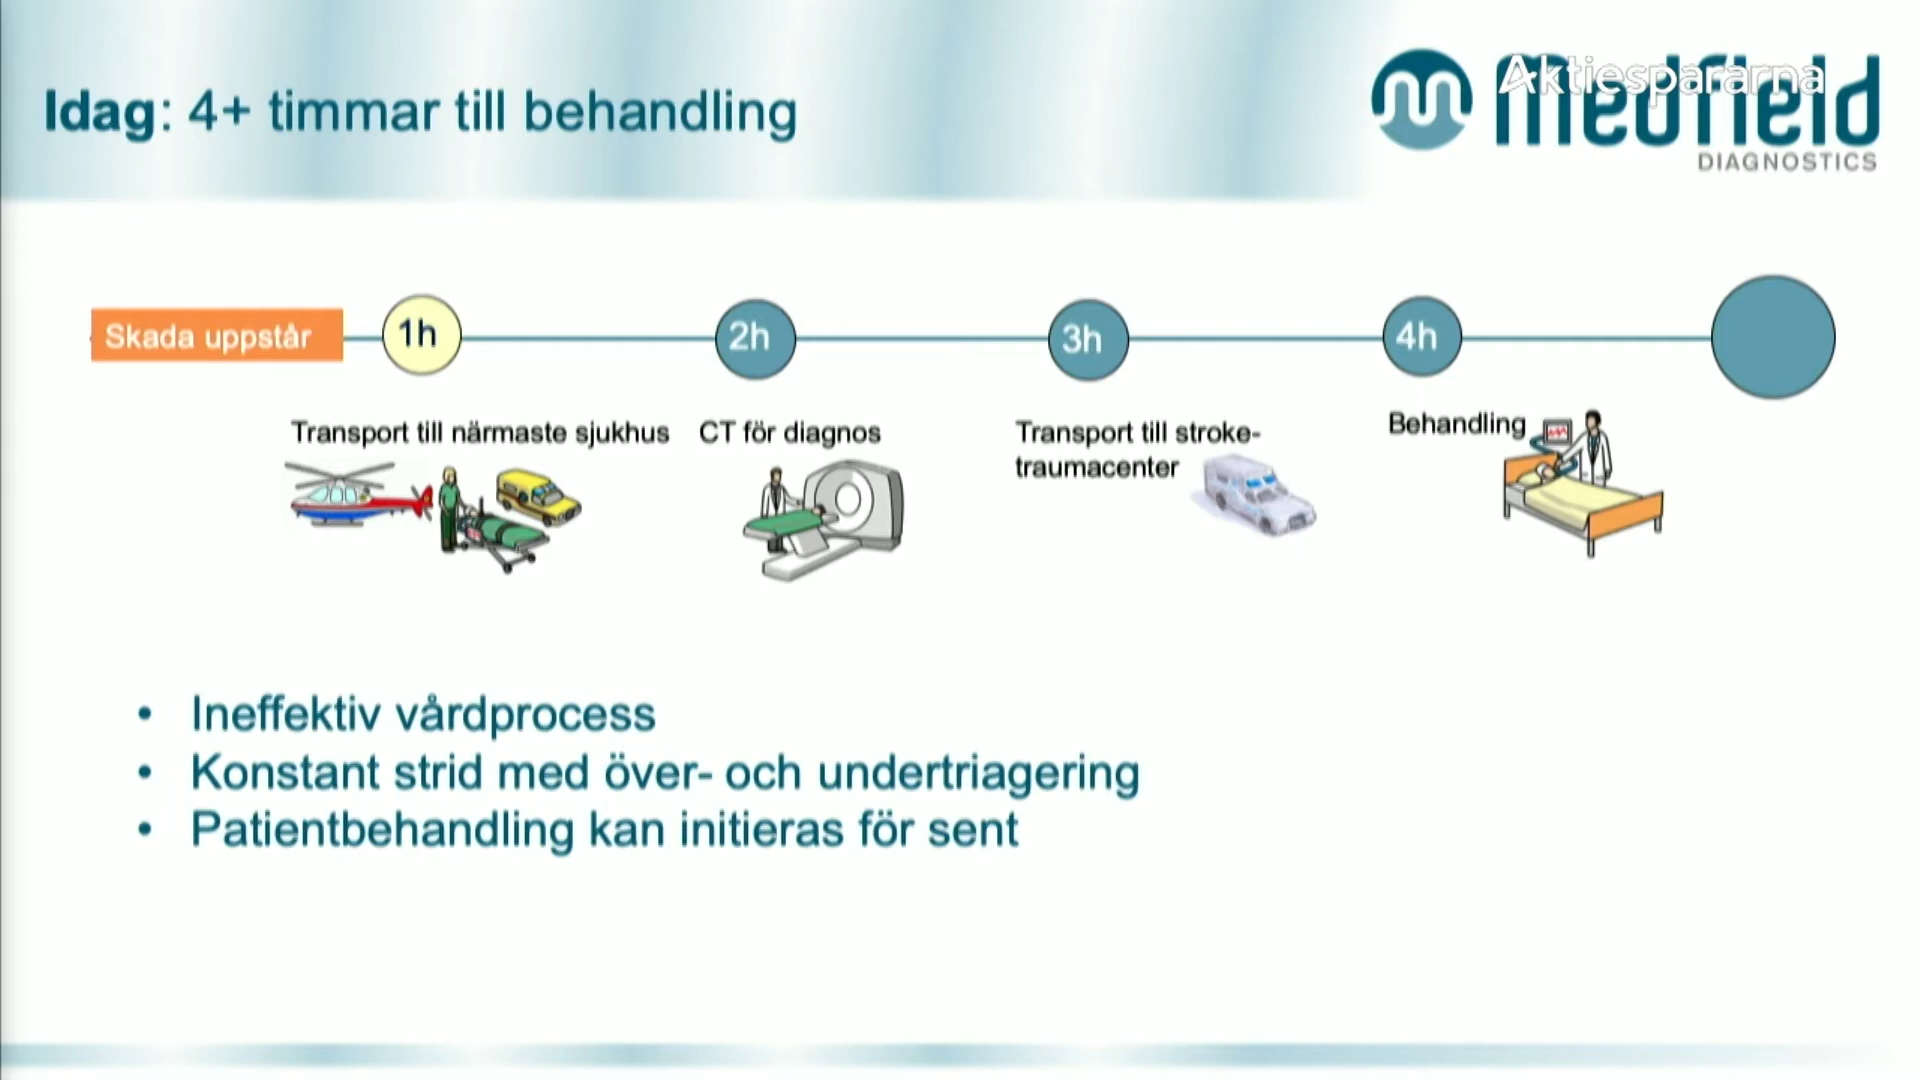 Idag: 4+ timmar till behandling
Aktiespararna
Medfield
DIAGNOSTICS
Skada uppstår
1h
2h
3h
4h
Transport till närmaste sjukhus
CT för diagnos
Transport till stroke-
traumacenter
Behandling
• Ineffektiv vårdprocess
• Konstant strid med över- och undertriagering
• Patientbehandling kan initieras för sent